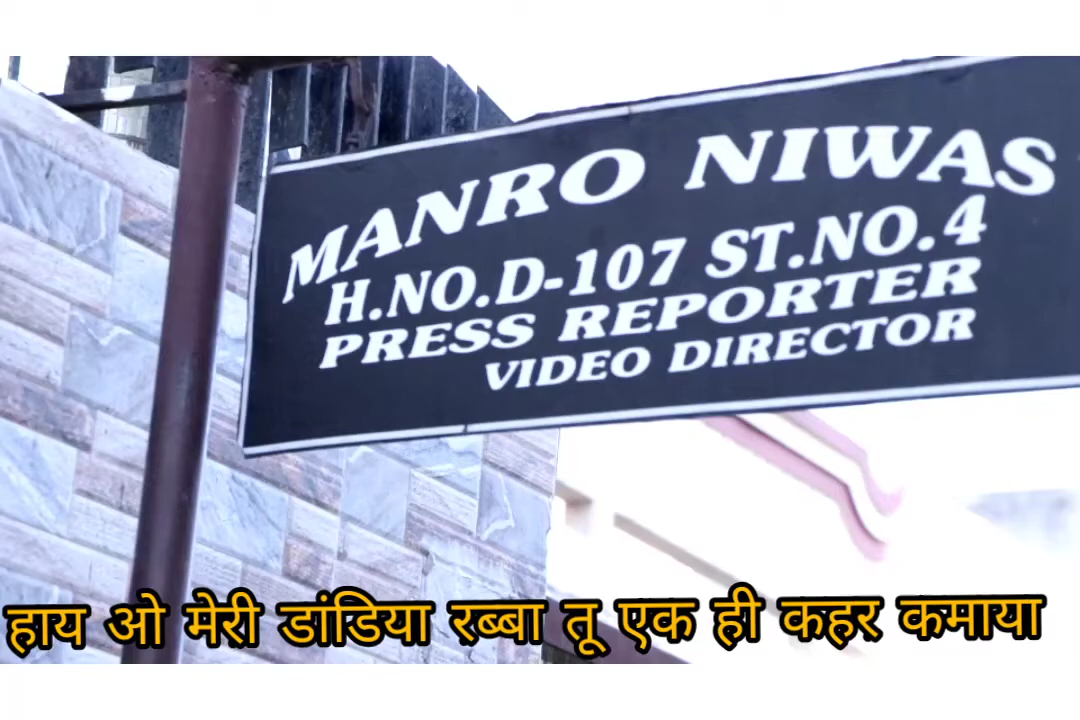 MANRO NIWAS
H.NO.D-107 ST.NO.4
PRESS REPORTER
VIDEO DIRECTOR
हाय ओ मेरी डांडिया रब्बा तू एक ही कहर कमाया